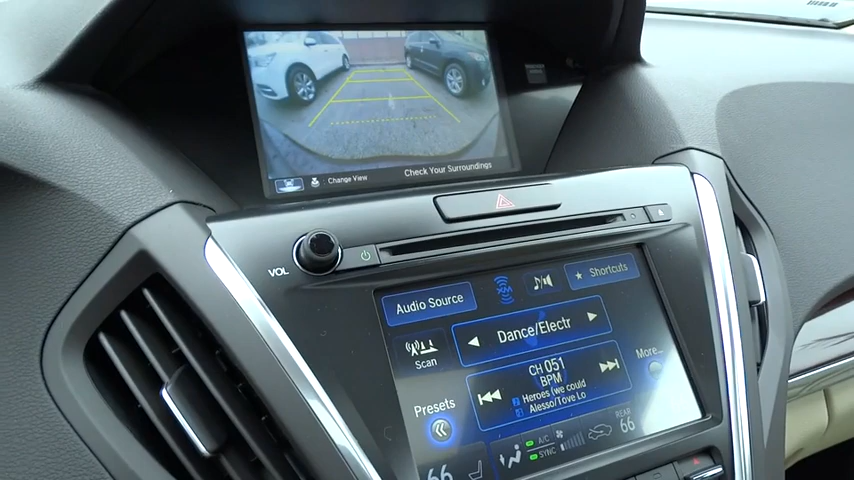 Change View
Check Your Surroundings
VOL
Audio Source
XM
Shortcuts
Scan
Dance/Electr
CH 051
BPM
Heroes (we could
Alesso/Tove Lo
More...
Presets
A/C
SYNC
REAR
66
66